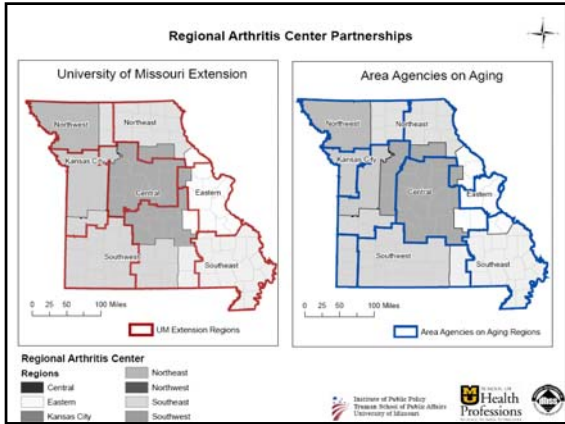 Regional Arthritis Center Partnerships
University of Missouri Extension
Northwest
Northeast
Kansas City
Central
Eastern
Southwest
Southeast
0 50 100 Miles
UM Extension Regions
Area Agencies on Aging
Northwest
Northeast
Kansas City
Central
Eastern
Southwest
Southeast
0 50 100 Miles
Area Agencies on Aging Regions
Regional Arthritis Center
Regions
Central
Eastern
Kansas City
Northeast
Northwest
Southeast
Southwest
Institute of Public Policy
Truman School of Public Affairs
University of Missouri
SCHOOL OF
Health
Professions